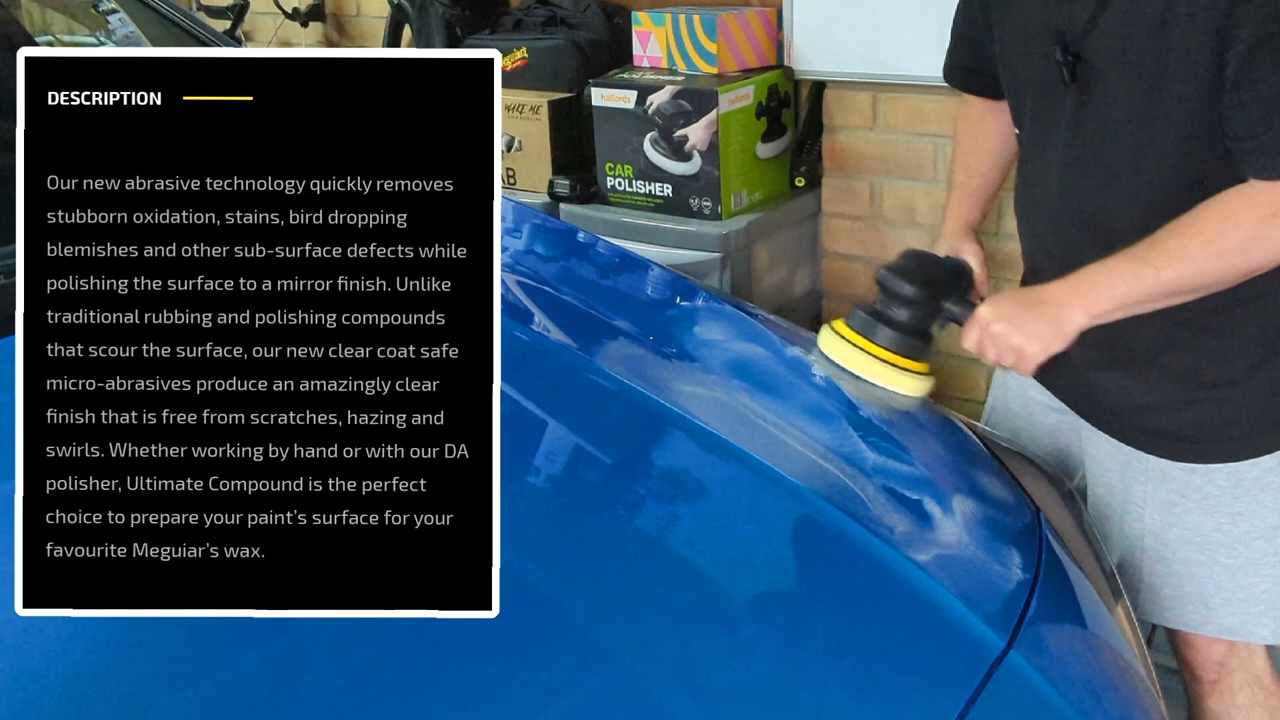 DESCRIPTION
Our new abrasive technology quickly removes
stubborn oxidation, stains, bird dropping
blemishes and other sub-surface defects while
polishing the surface to a mirror finish. Unlike
traditional rubbing and polishing compounds
that scour the surface, our new clear coat safe
micro-abrasives produce an amazingly clear
finish that is free from scratches, hazing and
swirls. Whether working by hand or with our DA
polisher, Ultimate Compound is the perfect
choice to prepare your paint's surface for your
favourite Meguiar's wax.
WAKE ME
AB
POLISHER
halfords
halfords
CAR
POLISHER